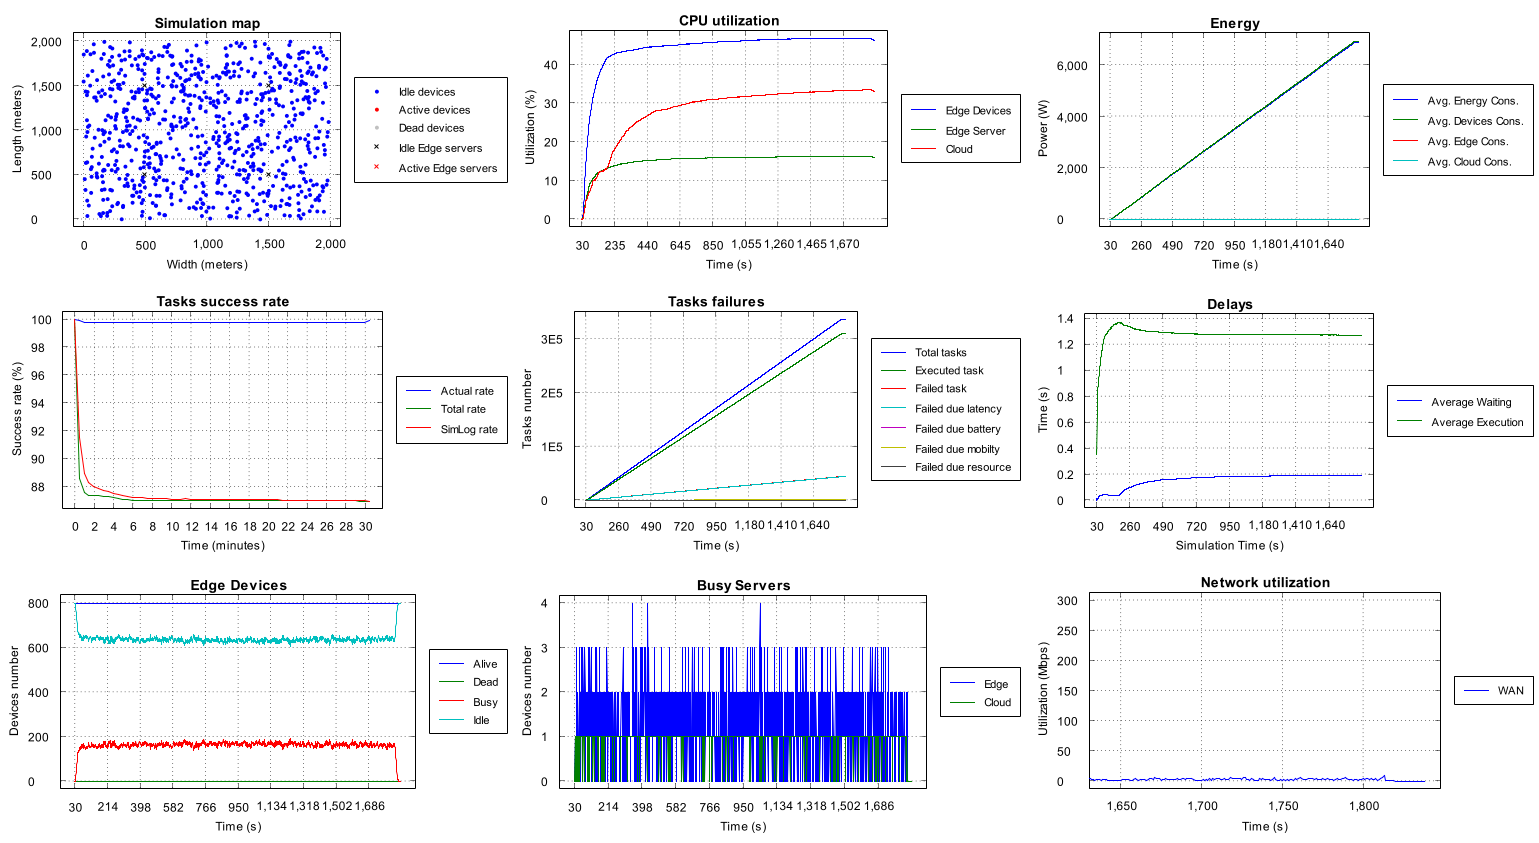 Simulation map
2,000
1,500
1,000
500
0
Length (meters)
0 500 1,000 1,500 2,000
Width (meters)
Idle devices
Active devices
Dead devices
Idle Edge servers
Active Edge servers
CPU utilization
40
30
20
10
0
Utilization (%)
30 235 440 645 850 1,055 1,260 1,465 1,670
Time (s)
Edge Devices
Edge Server
Cloud
Energy
6,000
4,000
2,000
0
Power (W)
30 260 490 720 950 1,180 1,410 1,640
Time (s)
Avg. Energy Cons.
Avg. Devices Cons.
Avg. Edge Cons.
Avg. Cloud Cons.
Tasks success rate
100
98
96
94
92
90
88
Success rate (%)
0 2 4 6 8 10 12 14 16 18 20 22 24 26 28 30
Time (minutes)
Actual rate
Total rate
SimLog rate
Tasks failures
3E5
2E5
1E5
0
Tasks number
30 260 490 720 950 1,180 1,410 1,640
Time (s)
Total tasks
Executed task
Failed task
Failed due latency
Failed due battery
Failed due mobilty
Failed due resource
Delays
1.4
1.2
1
0.8
0.6
0.4
0.2
0
Time (s)
30 260 490 720 950 1,180 1,410 1,640
Simulation Time (s)
Average Waiting
Average Execution
Edge Devices
800
600
400
200
0
Devices number
30 214 398 582 766 950 1,134 1,318 1,502 1,686
Time (s)
Alive
Dead
Busy
Idle
Busy Servers
4
3
2
1
0
Devices number
30 214 398 582 766 950 1,134 1,318 1,502 1,686
Time (s)
Edge
Cloud
Network utilization
300
250
200
150
100
50
0
Utilization (Mbps)
1,650 1,700 1,750 1,800
Time (s)
WAN